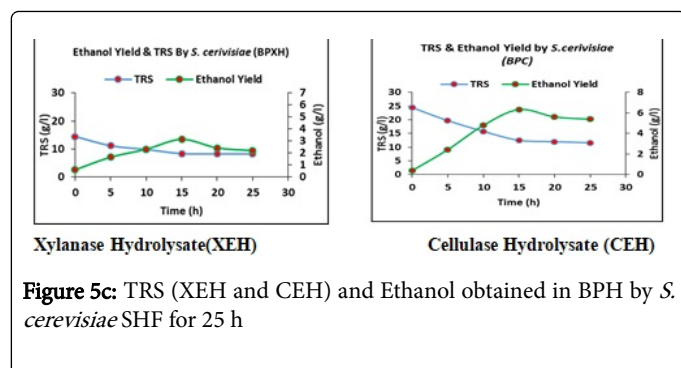 Ethanol Yield & TRS By S. cerivisiae (BPXH)
TRS Ethanol Yield
30
20
10
0
TRS (g/l)
7
6
5
4
3
2
1
0
Ethanol (g/l)
0 5 10 15 20 25 30
Time (h)
Xylanase Hydrolysate(XEH)
TRS & Ethanol Yield by S.cerivisiae
(BPC)
TRS Ethanol Yield
30
25
20
15
10
5
0
TRS(g/l)
8
6
4
2
0
Ethanol (g/l)
0 5 10 15 20 25 30
Time (h)
Cellulase Hydrolysate (CEH)
Figure 5c: TRS (XEH and CEH) and Ethanol obtained in BPH by S.
cerevisiae SHF for 25 h